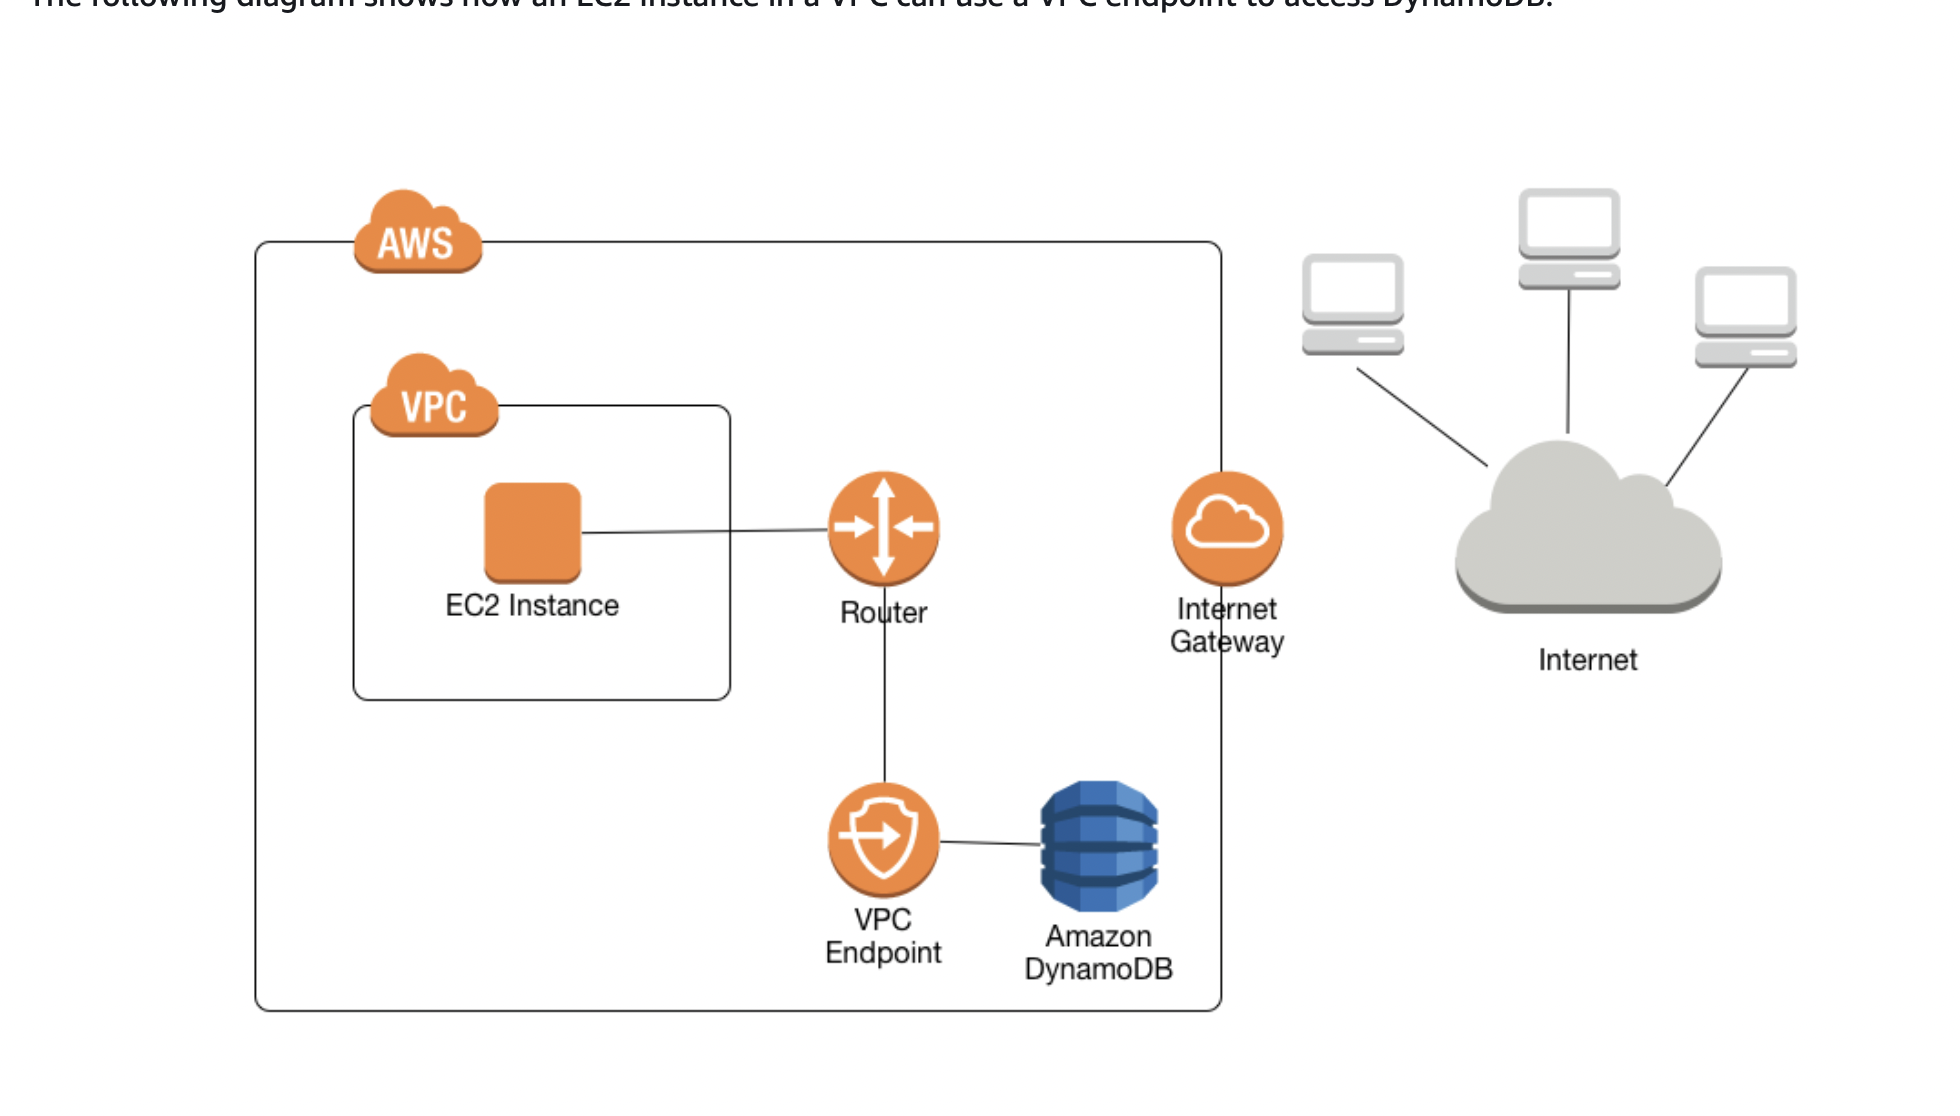 The following diagram shows how an EC2 instance in a VPC can use a VPC endpoint to access DynamoDB.
AWS
VPC
EC2 Instance
Router
Internet
Gateway
Internet
VPC
Endpoint
Amazon
DynamoDB